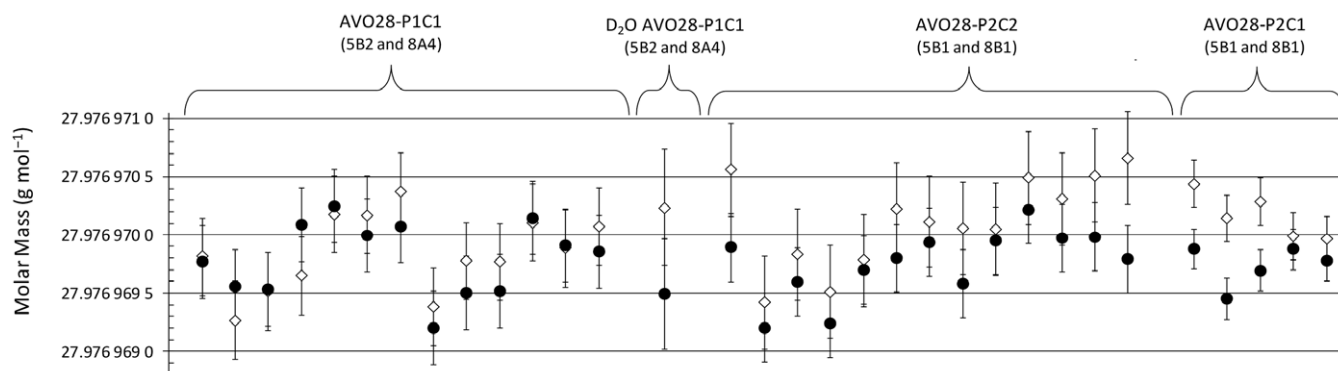 AVO28-P1C1
(5B2 and 8A4)
D₂O AVO28-P1C1
(5B2 and 8A4)
AVO28-P2C2
(5B1 and 8B1)
AVO28-P2C1
(5B1 and 8B1)
Molar Mass (g mol⁻¹)
27.976 971 0
27.976 970 5
27.976 970 0
27.976 969 5
27.976 969 0